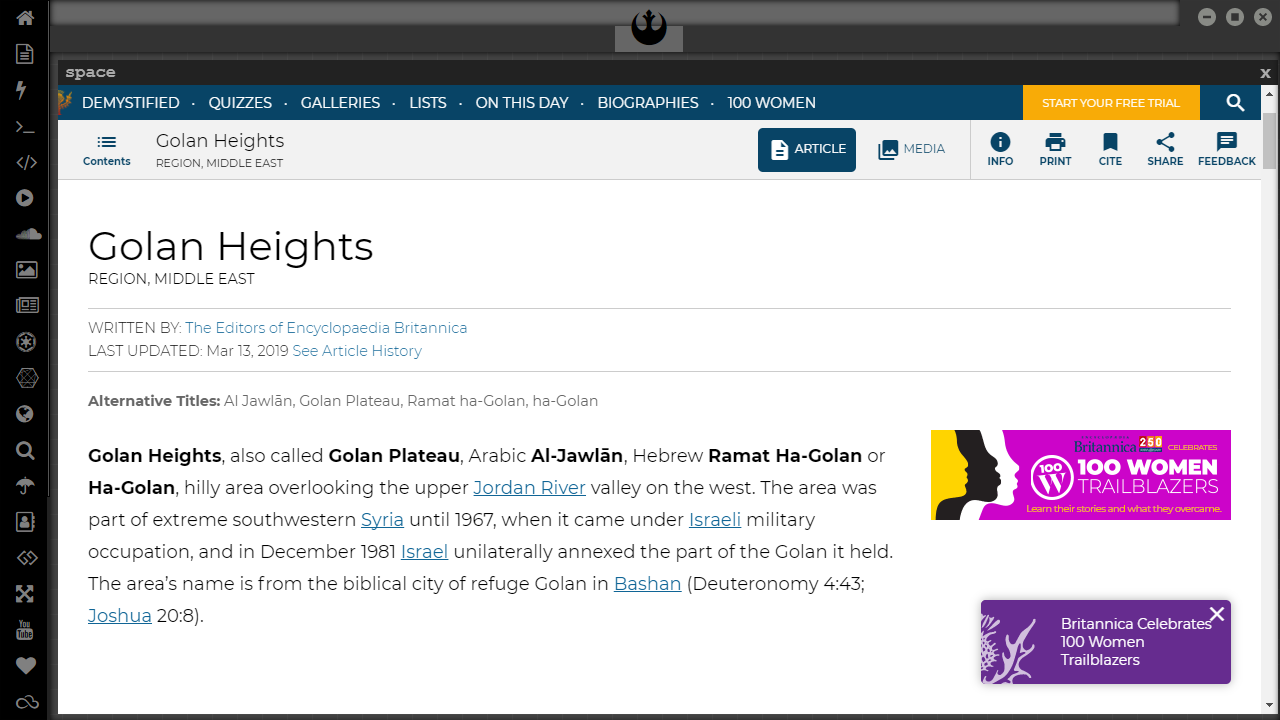 space
x
DEMYSTIFIED · QUIZZES · GALLERIES · LISTS · ON THIS DAY · BIOGRAPHIES · 100 WOMEN
START YOUR FREE TRIAL
Contents
Golan Heights
REGION, MIDDLE EAST
ARTICLE
MEDIA
INFO
PRINT
CITE
SHARE
FEEDBACK
Golan Heights
REGION, MIDDLE EAST
WRITTEN BY: The Editors of Encyclopaedia Britannica
LAST UPDATED: Mar 13, 2019 See Article History
Alternative Titles: Al Jawlān, Golan Plateau, Ramat ha-Golan, ha-Golan
Golan Heights, also called Golan Plateau, Arabic Al-Jawlān, Hebrew Ramat Ha-Golan or
Ha-Golan, hilly area overlooking the upper Jordan River valley on the west. The area was
part of extreme southwestern Syria until 1967, when it came under Israeli military
occupation, and in December 1981 Israel unilaterally annexed the part of the Golan it held.
The area’s name is from the biblical city of refuge Golan in Bashan (Deuteronomy 4:43;
Joshua 20:8).
Britannica 250 CELEBRATES
100 W
100 WOMEN
TRAILBLAZERS
Learn their stories and what they overcame.
Britannica Celebrates
100 Women
Trailblazers
You
Tube